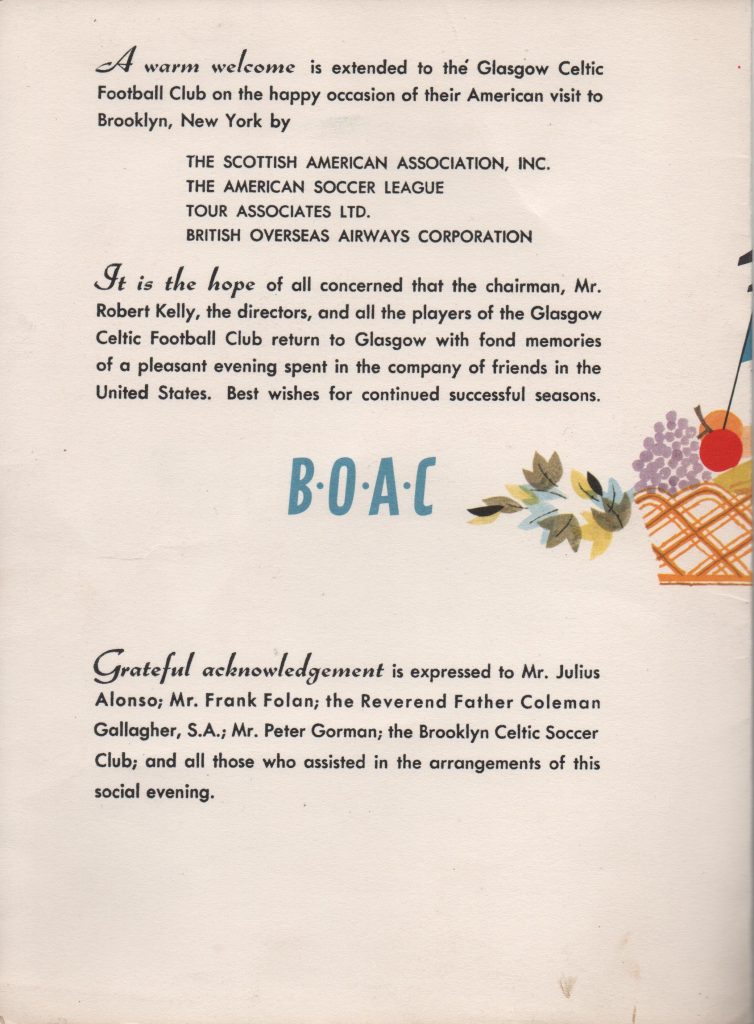 A warm welcome is extended to the Glasgow Celtic
Football Club on the happy occasion of their American visit to
Brooklyn, New York by
THE SCOTTISH AMERICAN ASSOCIATION, INC.
THE AMERICAN SOCCER LEAGUE
TOUR ASSOCIATES LTD.
BRITISH OVERSEAS AIRWAYS CORPORATION
It is the hope of all concerned that the chairman, Mr.
Robert Kelly, the directors, and all the players of the Glasgow
Celtic Football Club return to Glasgow with fond memories
of a pleasant evening spent in the company of friends in the
United States. Best wishes for continued successful seasons.
B·O·A·C
Grateful acknowledgement is expressed to Mr. Julius
Alonso; Mr. Frank Folan; the Reverend Father Coleman
Gallagher, S.A.; Mr. Peter Gorman; the Brooklyn Celtic Soccer
Club; and all those who assisted in the arrangements of this
social evening.